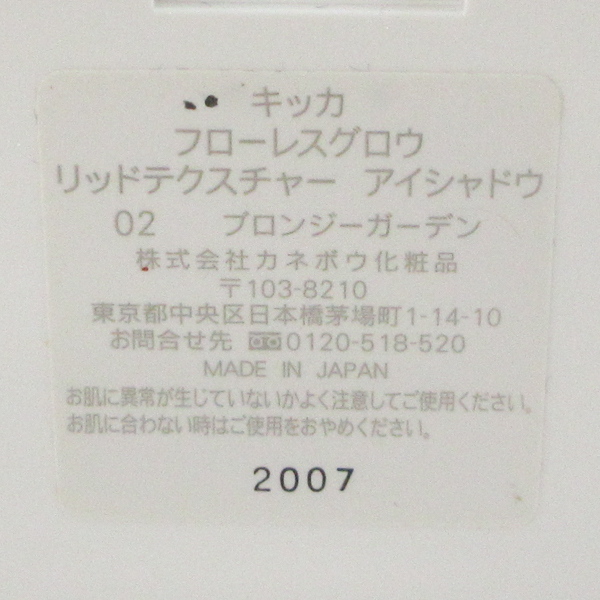 キッカ
フローレスグロウ
リッドテクスチャー アイシャドウ
02 ブロンジーガーデン
株式会社カネボウ化粧品
〒103-8210
東京都中央区日本橋茅場町1-14-10
お問合せ先 0120-518-520
MADE IN JAPAN
お肌に異常が生じていないかよく注意してご使用ください。
お肌に合わない時はご使用をおやめください。
2007